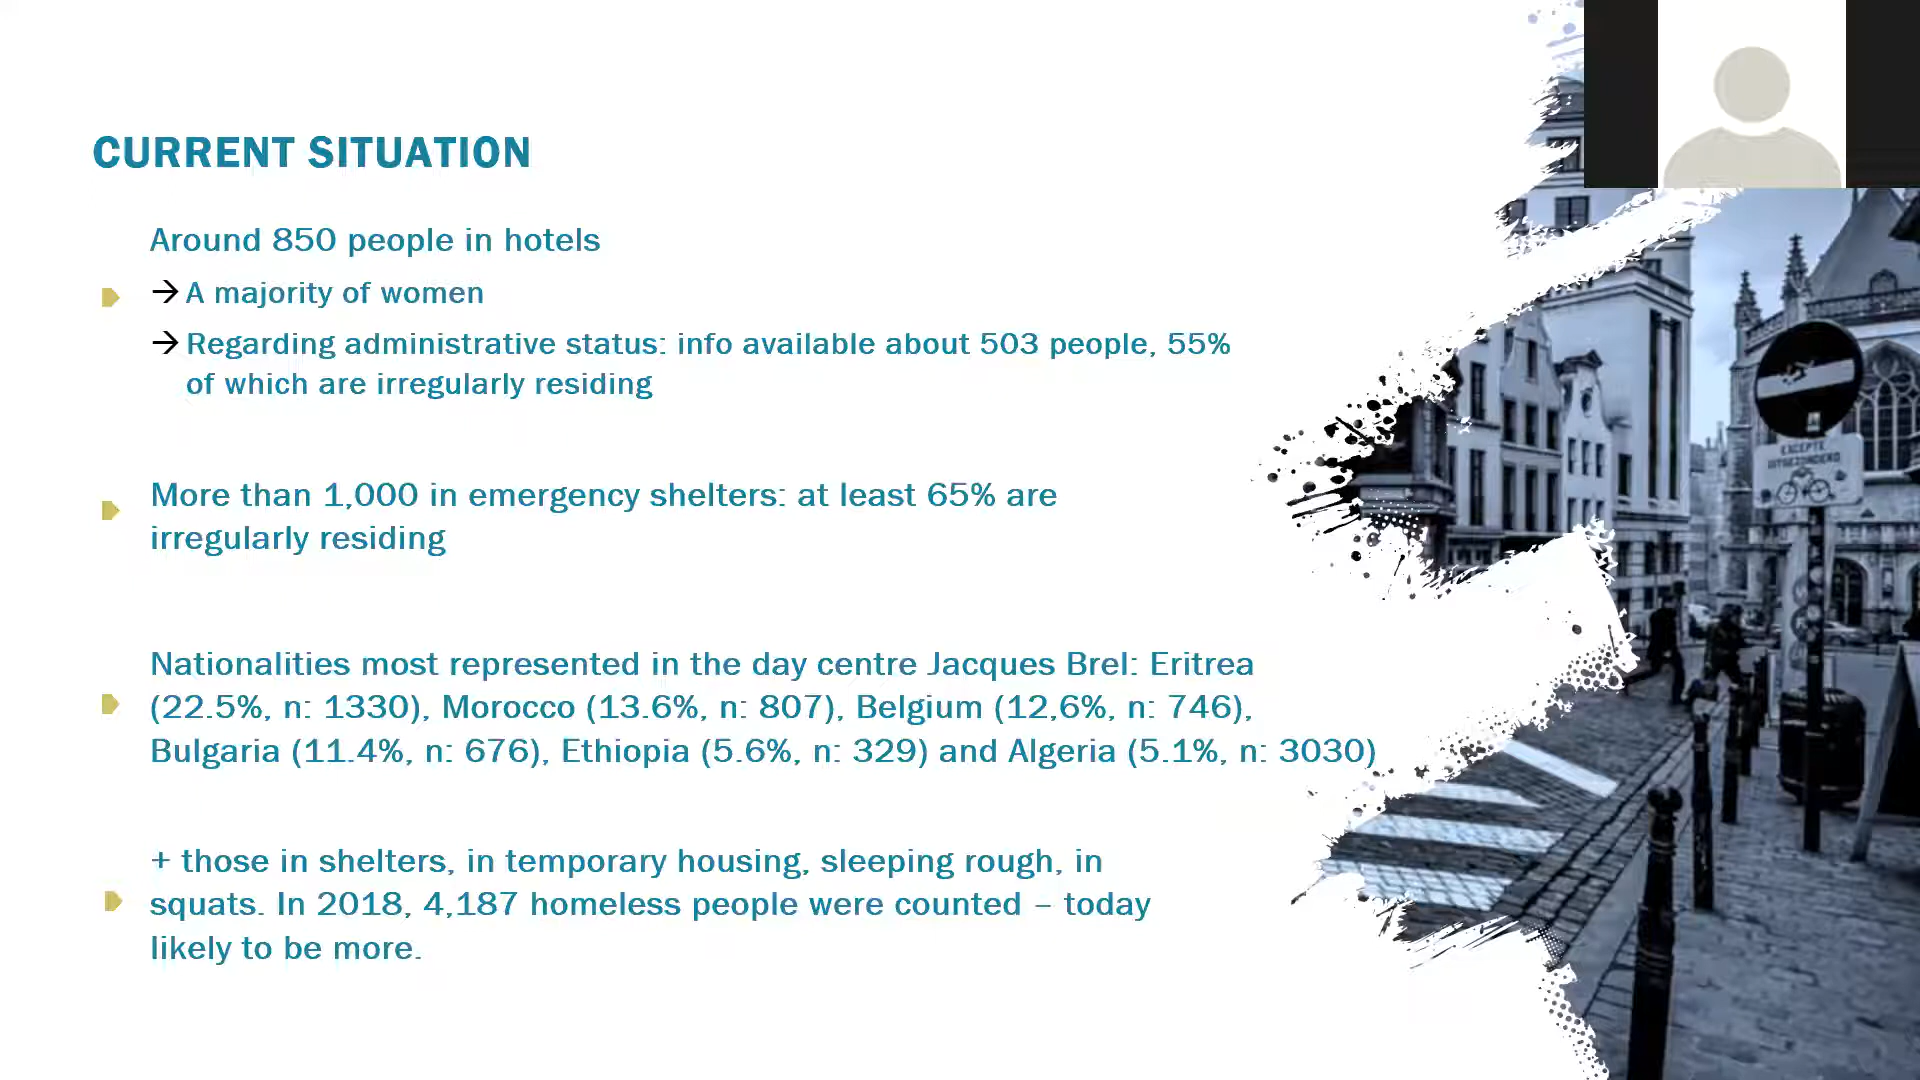 CURRENT SITUATION
Around 850 people in hotels
→ A majority of women
→ Regarding administrative status: info available about 503 people, 55%
of which are irregularly residing
More than 1,000 in emergency shelters: at least 65% are
irregularly residing
Nationalities most represented in the day centre Jacques Brel: Eritrea
(22.5%, n: 1330), Morocco (13.6%, n: 807), Belgium (12,6%, n: 746),
Bulgaria (11.4%, n: 676), Ethiopia (5.6%, n: 329) and Algeria (5.1%, n: 3030)
+ those in shelters, in temporary housing, sleeping rough, in
squats. In 2018, 4,187 homeless people were counted – today
likely to be more.
EXCEPTE
UITGEZONDERD